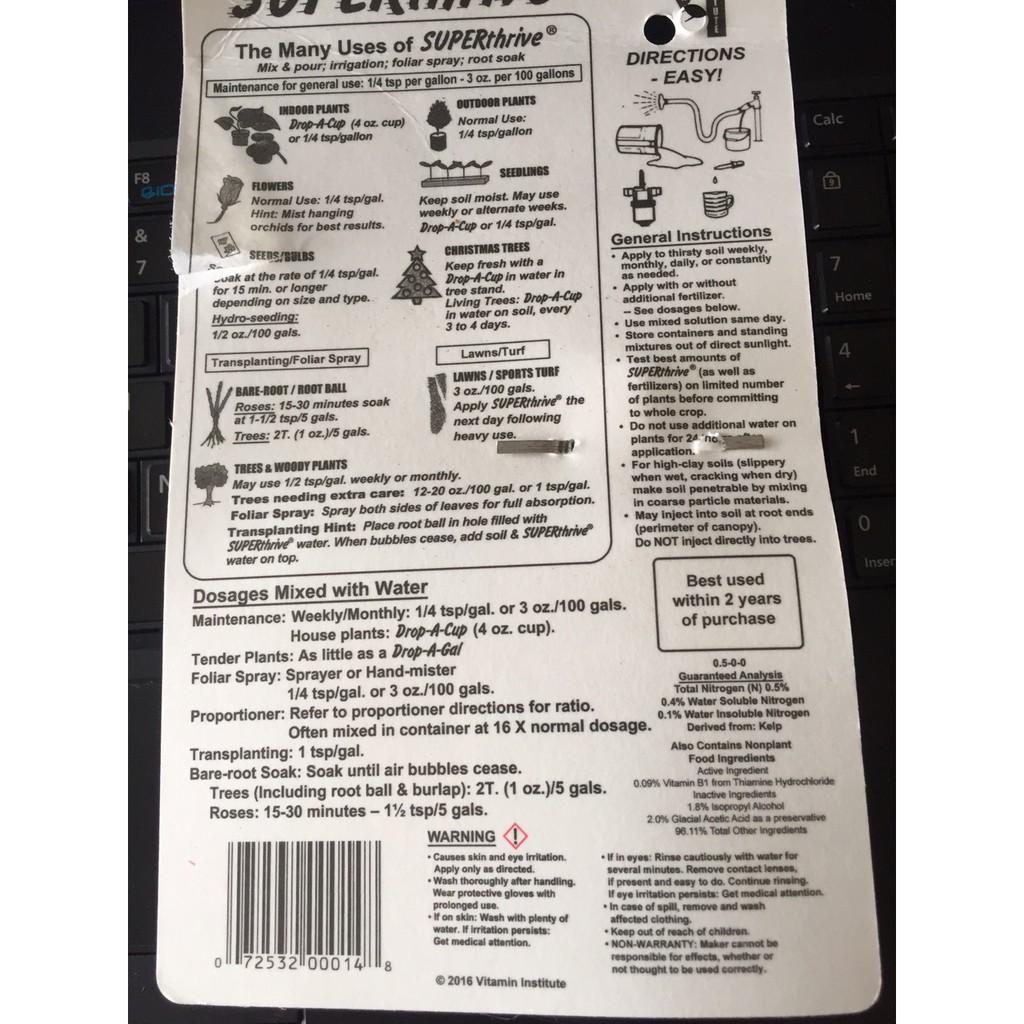 The Many Uses of SUPERthrive®
Mix & pour; irrigation; foliar spray; root soak
Maintenance for general use: 1/4 tsp per gallon - 3 oz. per 100 gallons
INDOOR PLANTS
Drop-A-Cup (4 oz. cup)
or 1/4 tsp/gallon
OUTDOOR PLANTS
Normal Use:
1/4 tsp/gallon
FLOWERS
Normal Use: 1/4 tsp/gal.
Hint: Mist hanging
orchids for best results.
SEEDLINGS
Keep soil moist. May use
weekly or alternate weeks.
Drop-A-Cup or 1/4 tsp/gal.
SEEDS/BULBS
Soak at the rate of 1/4 tsp/gal.
for 15 min. or longer
depending on size and type.
Hydro-seeding:
1/2 oz./100 gals.
CHRISTMAS TREES
Keep fresh with a
Drop-A-Cup in water in
tree stand.
Living Trees: Drop-A-Cup
in water on soil, every
3 to 4 days.
Transplanting/Foliar Spray
Lawns/Turf
BARE-ROOT / ROOT BALL
Roses: 15-30 minutes soak
at 1-1/2 tsp/5 gals.
Trees: 2T. (1 oz.)/5 gals.
LAWNS / SPORTS TURF
3 oz./100 gals.
Apply SUPERthrive® the
next day following
heavy use.
TREES & WOODY PLANTS
May use 1/2 tsp/gal. weekly or monthly.
Trees needing extra care: 12-20 oz./100 gal. or 1 tsp/gal.
Foliar Spray: Spray both sides of leaves for full absorption.
Transplanting Hint: Place root ball in hole filled with
SUPERthrive® water. When bubbles cease, add soil & SUPERthrive®
water on top.
Dosages Mixed with Water
Maintenance: Weekly/Monthly: 1/4 tsp/gal. or 3 oz./100 gals.
House plants: Drop-A-Cup (4 oz. cup).
Tender Plants: As little as a Drop-A-Gal
Foliar Spray: Sprayer or Hand-mister
1/4 tsp/gal. or 3 oz./100 gals.
Proportioner: Refer to proportioner directions for ratio.
Often mixed in container at 16 X normal dosage.
Transplanting: 1 tsp/gal.
Bare-root Soak: Soak until air bubbles cease.
Trees (Including root ball & burlap): 2T. (1 oz.)/5 gals.
Roses: 15-30 minutes – 1½ tsp/5 gals.
DIRECTIONS
- EASY!
General Instructions
• Apply to thirsty soil weekly,
monthly, daily, or constantly
as needed.
• Apply with or without
additional fertilizer.
-- See dosages below.
• Use mixed solution same day.
• Store containers and standing
mixtures out of direct sunlight.
• Test best amounts of
SUPERthrive® (as well as
fertilizers) on limited number
of plants before committing
to whole crop.
• Do not use additional water on
plants for 24
application.
• For high-clay soils (slippery
when wet, cracking when dry)
make soil penetrable by mixing
in coarse particle materials.
• May inject into soil at root ends
(perimeter of canopy).
Do NOT inject directly into trees.
Best used
within 2 years
of purchase
0.5-0-0
Guaranteed Analysis
Total Nitrogen (N) 0.5%
0.4% Water Soluble Nitrogen
0.1% Water Insoluble Nitrogen
Derived from: Kelp
Also Contains Nonplant
Food Ingredients
Active Ingredient
0.09% Vitamin B1 from Thiamine Hydrochloride
Inactive Ingredients
1.8% Isopropyl Alcohol
2.0% Glacial Acetic Acid as a preservative
96.11% Total Other Ingredients
WARNING !
• Causes skin and eye irritation.
Apply only as directed.
• Wash thoroughly after handling.
Wear protective gloves with
prolonged use.
• If on skin: Wash with plenty of
water. If irritation persists:
Get medical attention.
• If in eyes: Rinse cautiously with water for
several minutes. Remove contact lenses,
if present and easy to do. Continue rinsing.
If eye irritation persists: Get medical attention.
• In case of spill, remove and wash
affected clothing.
• Keep out of reach of children.
• NON-WARRANTY: Maker cannot be
responsible for effects, whether or
not thought to be used correctly.
0 72532 00014 8
© 2016 Vitamin Institute
F8
&
7
N
Calc
9
7
Home
4
←
1
End
0
Inser